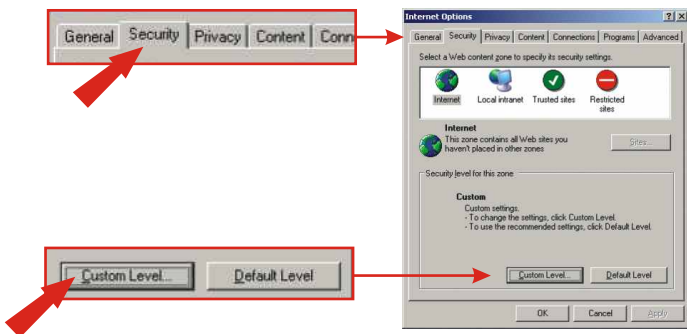 General Security Privacy Content Conn
Internet Options
General Security Privacy Content Connections Programs Advanced
Select a Web content zone to specify its security settings.
Internet Local intranet Trusted sites Restricted
sites
Internet
This zone contains all Web sites you
haven't placed in other zones
Sites...
Security level for this zone
Custom
Custom settings.
- To change the settings, click Custom Level.
- To use the recommended settings, click Default Level.
Custom Level... Default Level
Custom Level... Default Level
OK Cancel Apply